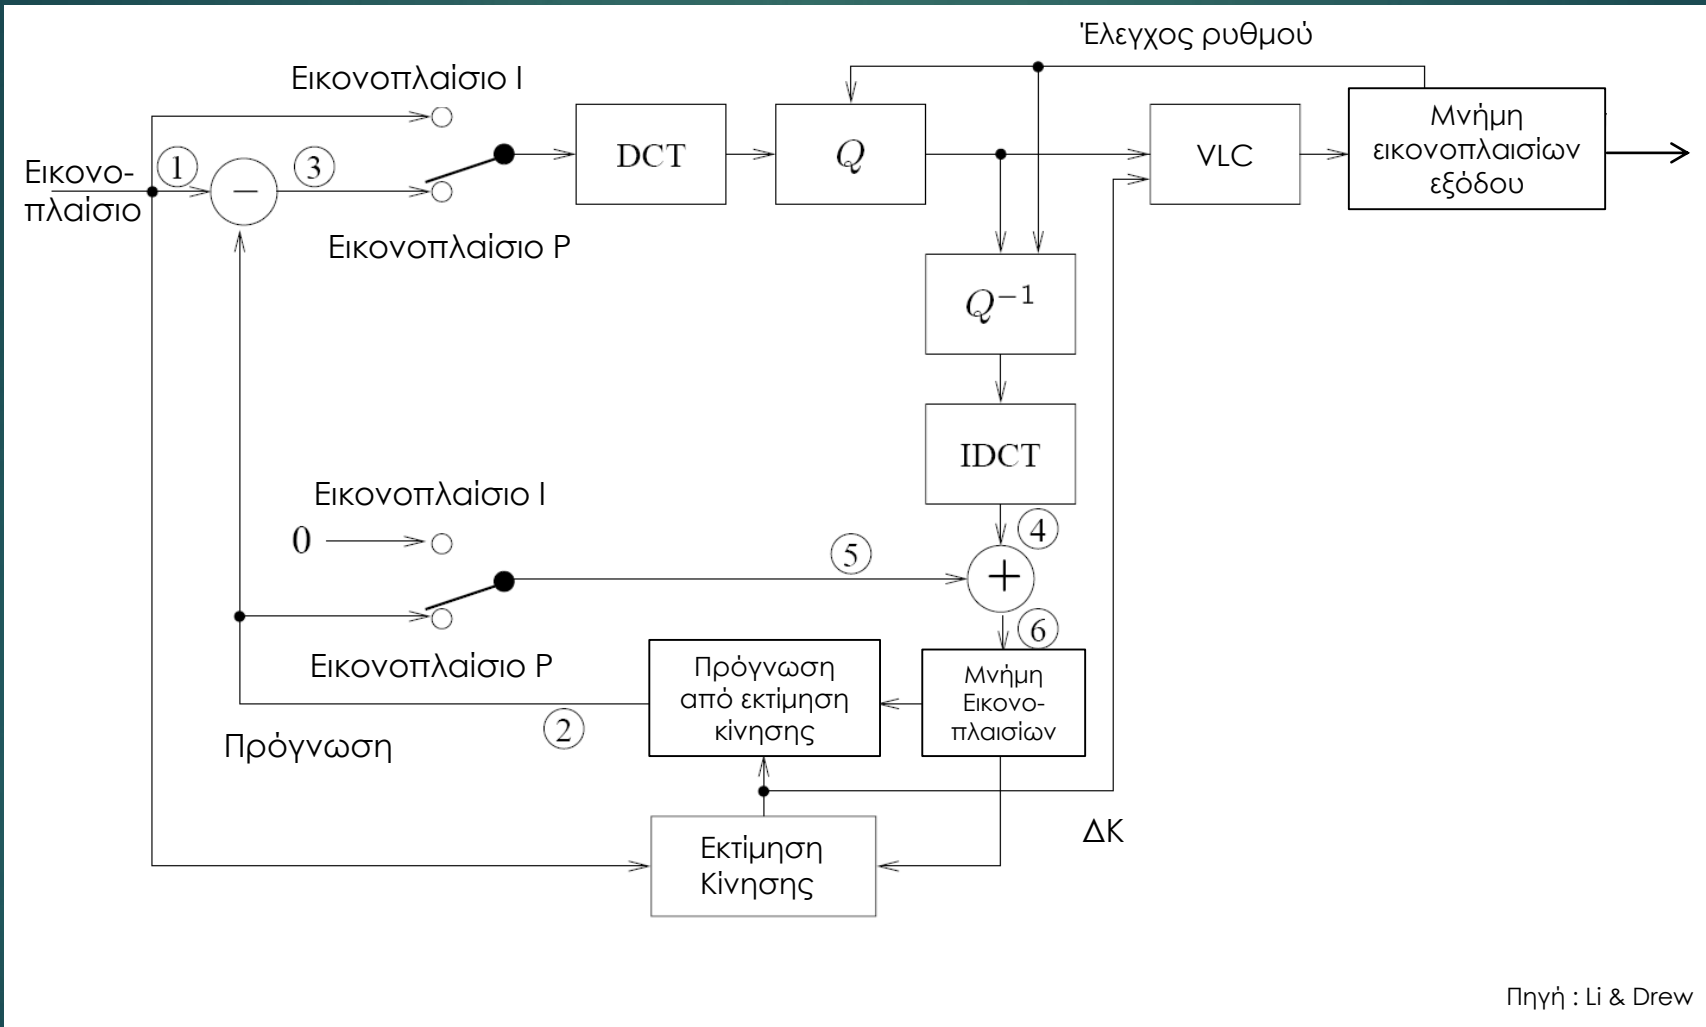 Έλεγχος ρυθμού
Εικονοπλαίσιο Ι
Εικονο-
πλαίσιο
1
−
3
DCT
Q
VLC
Μνήμη
εικονοπλαισίων
εξόδου
Εικονοπλαίσιο P
Q⁻¹
IDCT
Εικονοπλαίσιο Ι
0
4
5
+
6
Εικονοπλαίσιο P
Πρόγνωση
από εκτίμηση
κίνησης
Μνήμη
Εικονο-
πλαισίων
2
Πρόγνωση
ΔΚ
Εκτίμηση
Κίνησης
Πηγή : Li & Drew